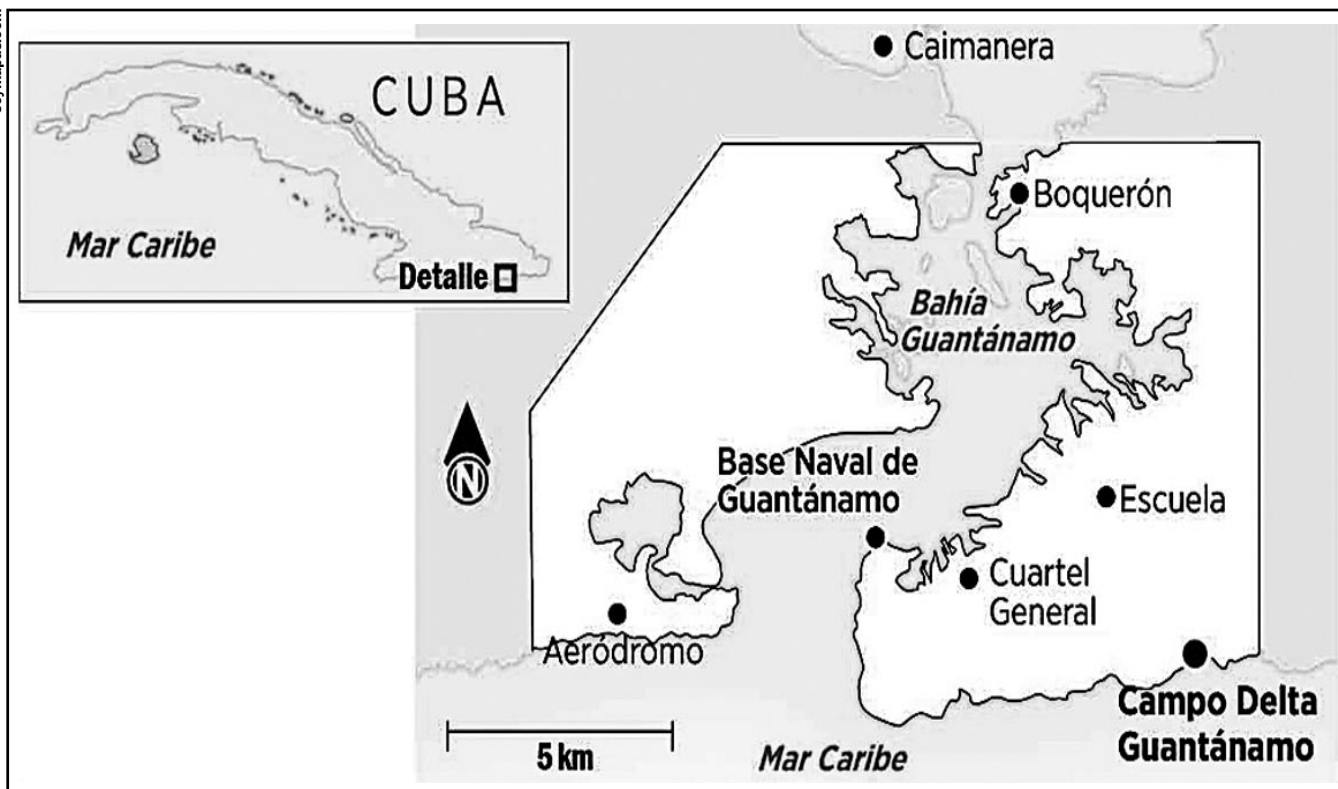 CUBA
Mar Caribe
Detalle
Caimanera
Boquerón
Bahía
Guantánamo
Base Naval de
Guantánamo
Escuela
Cuartel
General
N
Aeródromo
Campo Delta
Guantánamo
5 km
Mar Caribe